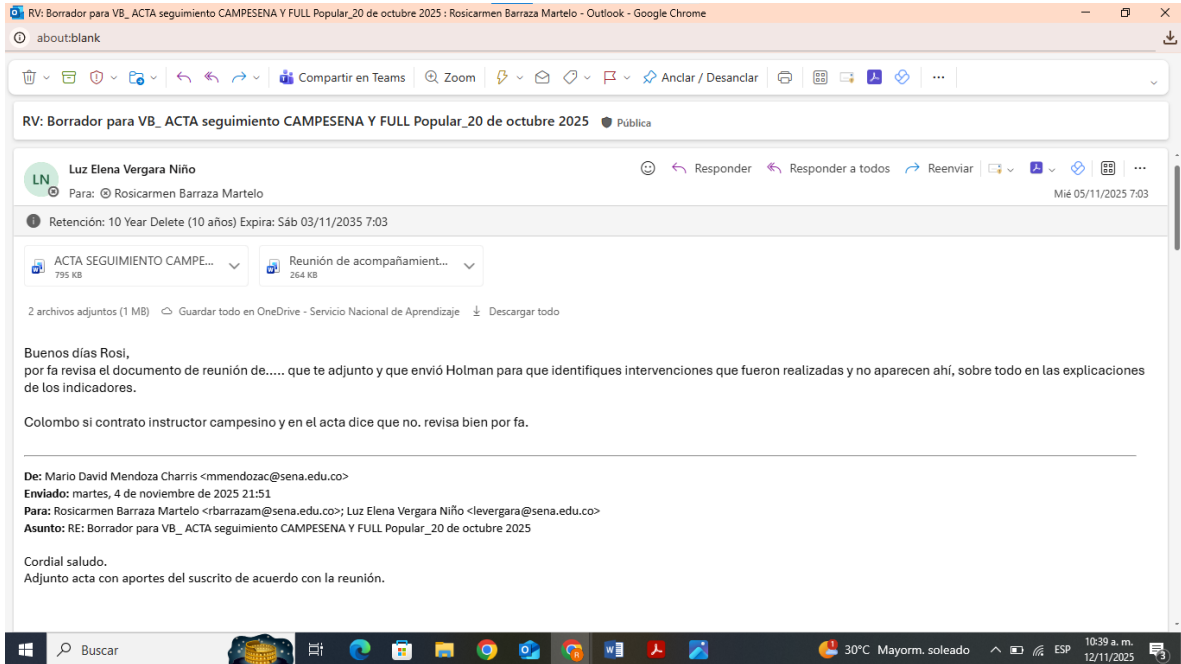 RV: Borrador para VB_ ACTA seguimiento CAMPESENA Y FULL Popular_20 de octubre 2025 : Rosicarmen Barraza Martelo - Outlook - Google Chrome
about:blank
Compartir en Teams Zoom Anclar / Desanclar
RV: Borrador para VB_ ACTA seguimiento CAMPESENA Y FULL Popular_20 de octubre 2025 Pública
LN
Luz Elena Vergara Niño
Responder Responder a todos Reenviar
Para: Rosicarmen Barraza Martelo
Mié 05/11/2025 7:03
Retención: 10 Year Delete (10 años) Expira: Sáb 03/11/2035 7:03
ACTA SEGUIMIENTO CAMPE...
795 KB
Reunión de acompañamient...
264 KB
2 archivos adjuntos (1 MB) Guardar todo en OneDrive - Servicio Nacional de Aprendizaje Descargar todo
Buenos días Rosi,
por fa revisa el documento de reunión de..... que te adjunto y que envió Holman para que identifiques intervenciones que fueron realizadas y no aparecen ahí, sobre todo en las explicaciones
de los indicadores.
Colombo si contrato instructor campesino y en el acta dice que no. revisa bien por fa.
De: Mario David Mendoza Charris <mmendozac@sena.edu.co>
Enviado: martes, 4 de noviembre de 2025 21:51
Para: Rosicarmen Barraza Martelo <rbarrazam@sena.edu.co>; Luz Elena Vergara Niño <levergara@sena.edu.co>
Asunto: RE: Borrador para VB_ ACTA seguimiento CAMPESENA Y FULL Popular_20 de octubre 2025
Cordial saludo.
Adjunto acta con aportes del suscrito de acuerdo con la reunión.
Buscar
30°C Mayorm. soleado
ESP
10:39 a. m.
12/11/2025
3